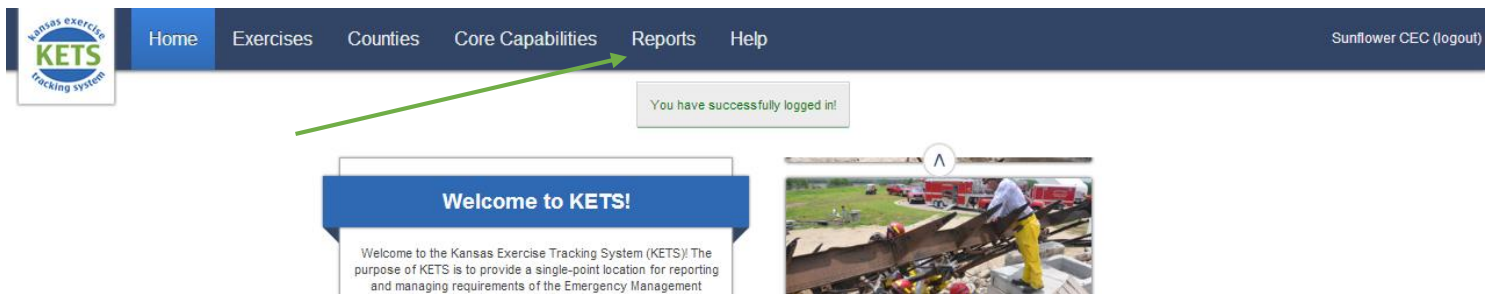 kansas exercise
KETS
tracking system
Home Exercises Counties Core Capabilities Reports Help
Sunflower CEC (logout)
You have successfully logged in!
Welcome to KETS!
Welcome to the Kansas Exercise Tracking System (KETS)! The
purpose of KETS is to provide a single-point location for reporting
and managing requirements of the Emergency Management